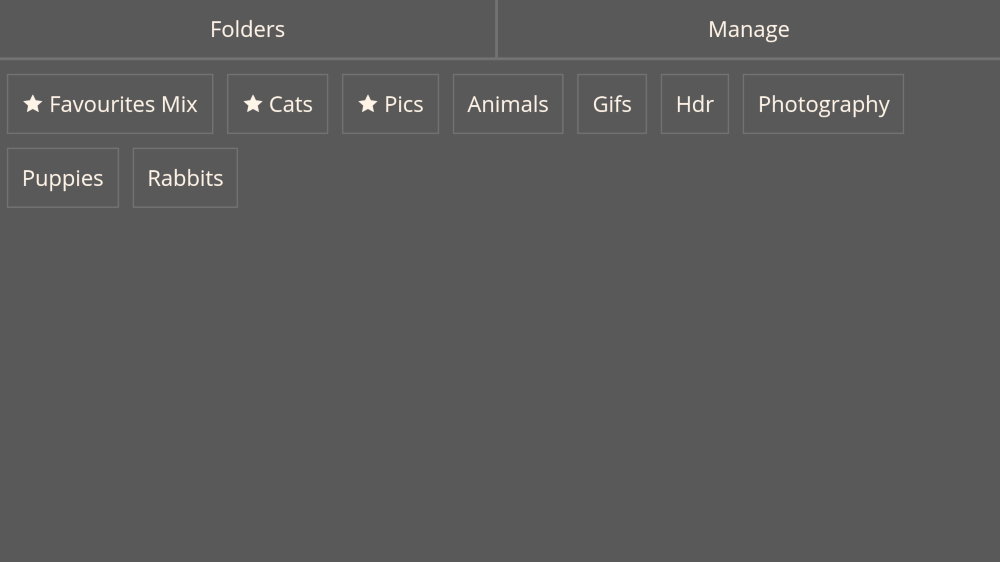 Folders Manage
★ Favourites Mix ★ Cats ★ Pics Animals Gifs Hdr Photography
Puppies Rabbits